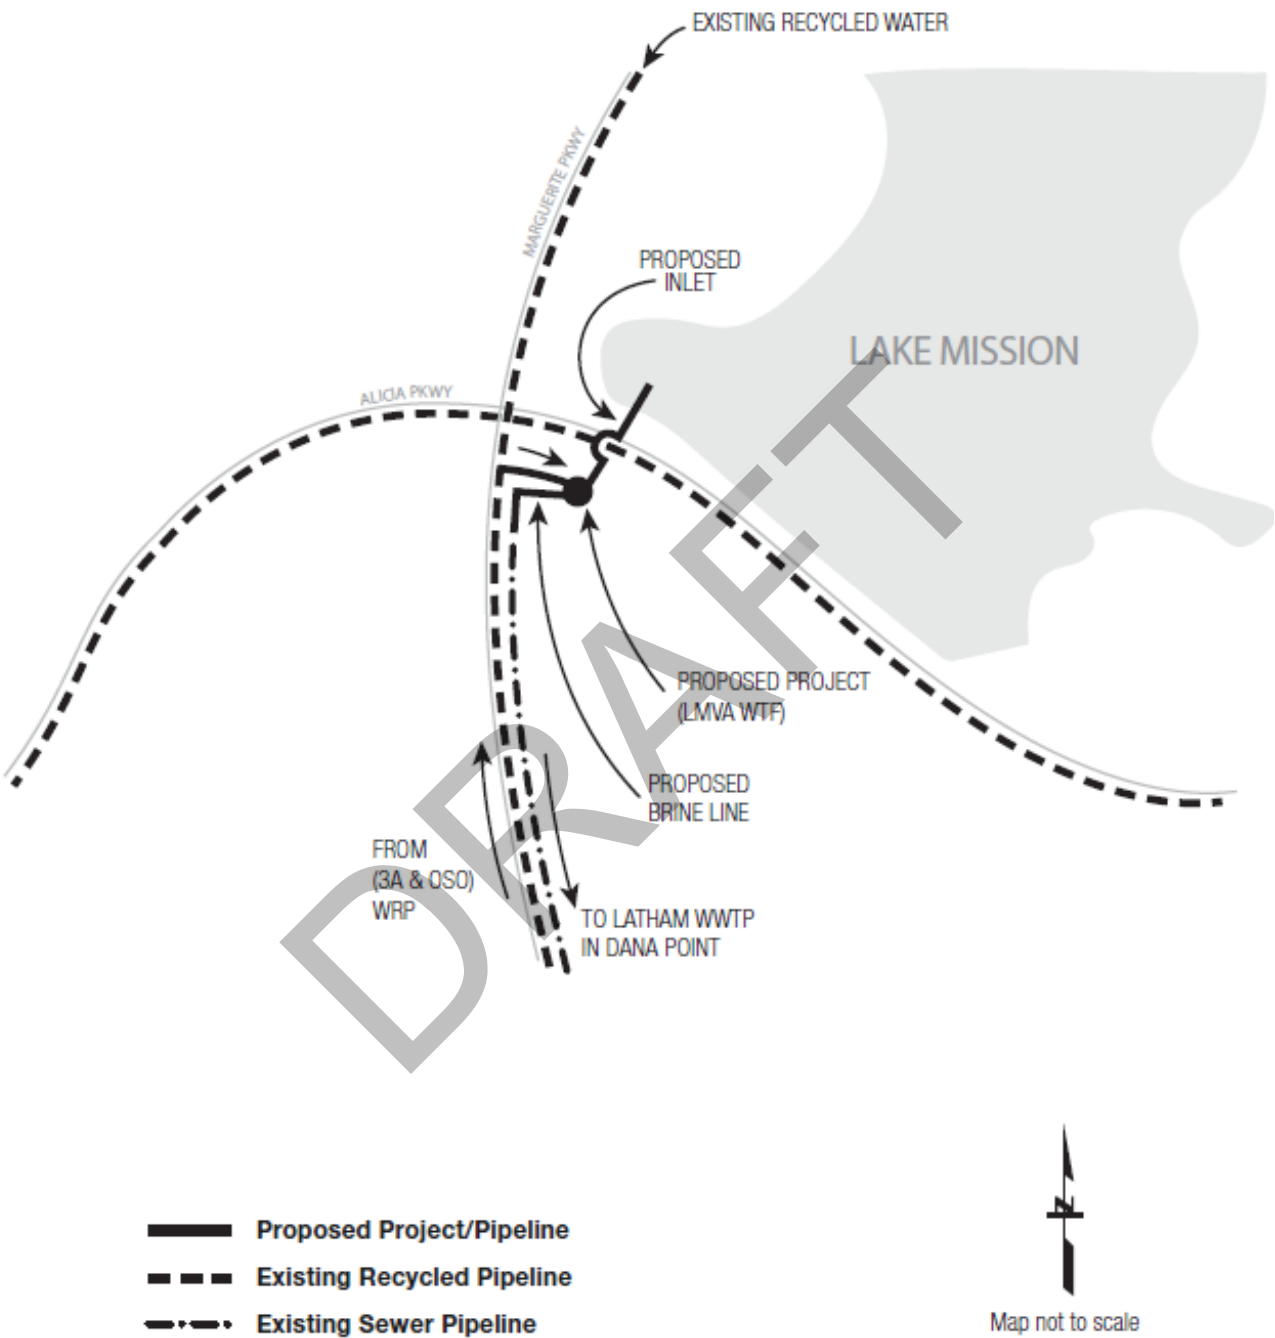 EXISTING RECYCLED WATER
MARGUERITE PKWY
PROPOSED
INLET
LAKE MISSION
ALICIA PKWY
PROPOSED PROJECT
(LMVA WTF)
PROPOSED
BRINE LINE
FROM
(3A & OSO)
WRP
TO LATHAM WWTP
IN DANA POINT
DRAFT
Proposed Project/Pipeline
Existing Recycled Pipeline
Existing Sewer Pipeline
N
Map not to scale